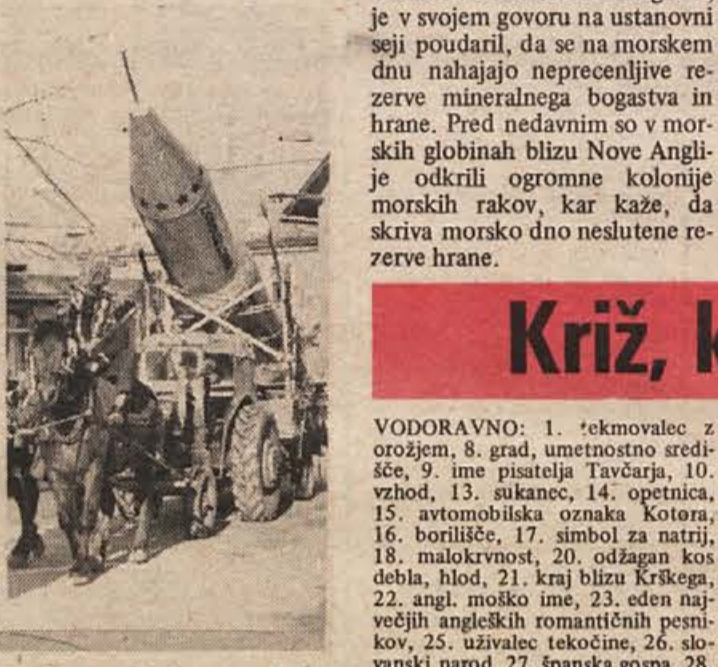 je v svojem govoru na ustanovni
seji poudaril, da se na morskem
dnu nahajajo neprecenljive re-
zerve mineralnega bogastva in
hrane. Pred nedavnim so v mor-
skih globinah blizu Nove Angli-
je odkrili ogromne kolonije
morskih rakov, kar kaže, da
skriva morsko dno neslutene re-
zerve hrane.
Križ,
VODORAVNO: 1. tekmovalec z
orožjem, 8. grad, umetnostno sredi-
šče, 9. ime pisatelja Tavčarja, 10.
vzhod, 13. sukanec, 14. opetnica,
15. avtomobilska oznaka Kotora,
16. borilišče, 17. simbol za natrij,
18. malokrvnost, 20. odžagan kos
debla, hlod, 21. kraj blizu Krškega,
22. angl. moško ime, 23. eden naj-
večjih angleških romantičnih pesni-
kov, 25. uživalec tekočine, 26. slo-
vanski narod, 27. španska gospa, 28.